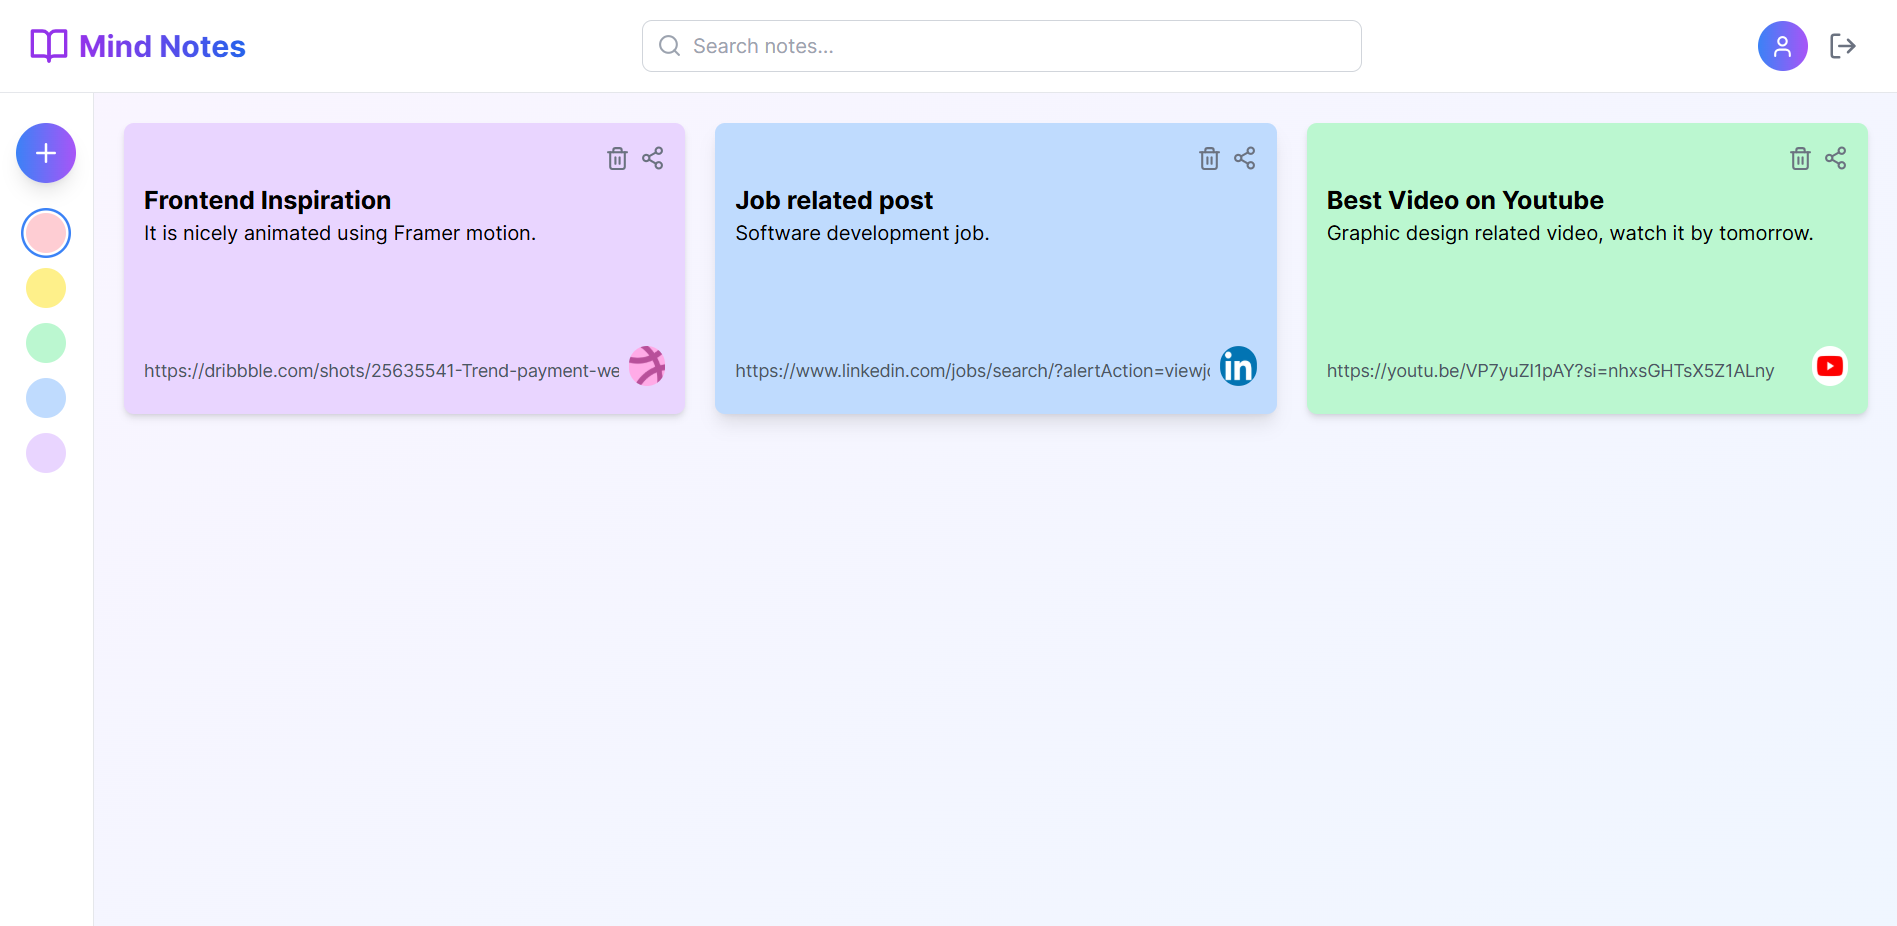 Mind Notes
Search notes...
Frontend Inspiration
It is nicely animated using Framer motion.
https://dribbble.com/shots/25635541-Trend-payment-we
Job related post
Software development job.
https://www.linkedin.com/jobs/search/?alertAction=viewjo
in
Best Video on Youtube
Graphic design related video, watch it by tomorrow.
https://youtu.be/VP7yuZI1pAY?si=nhxsGHTsX5Z1ALny